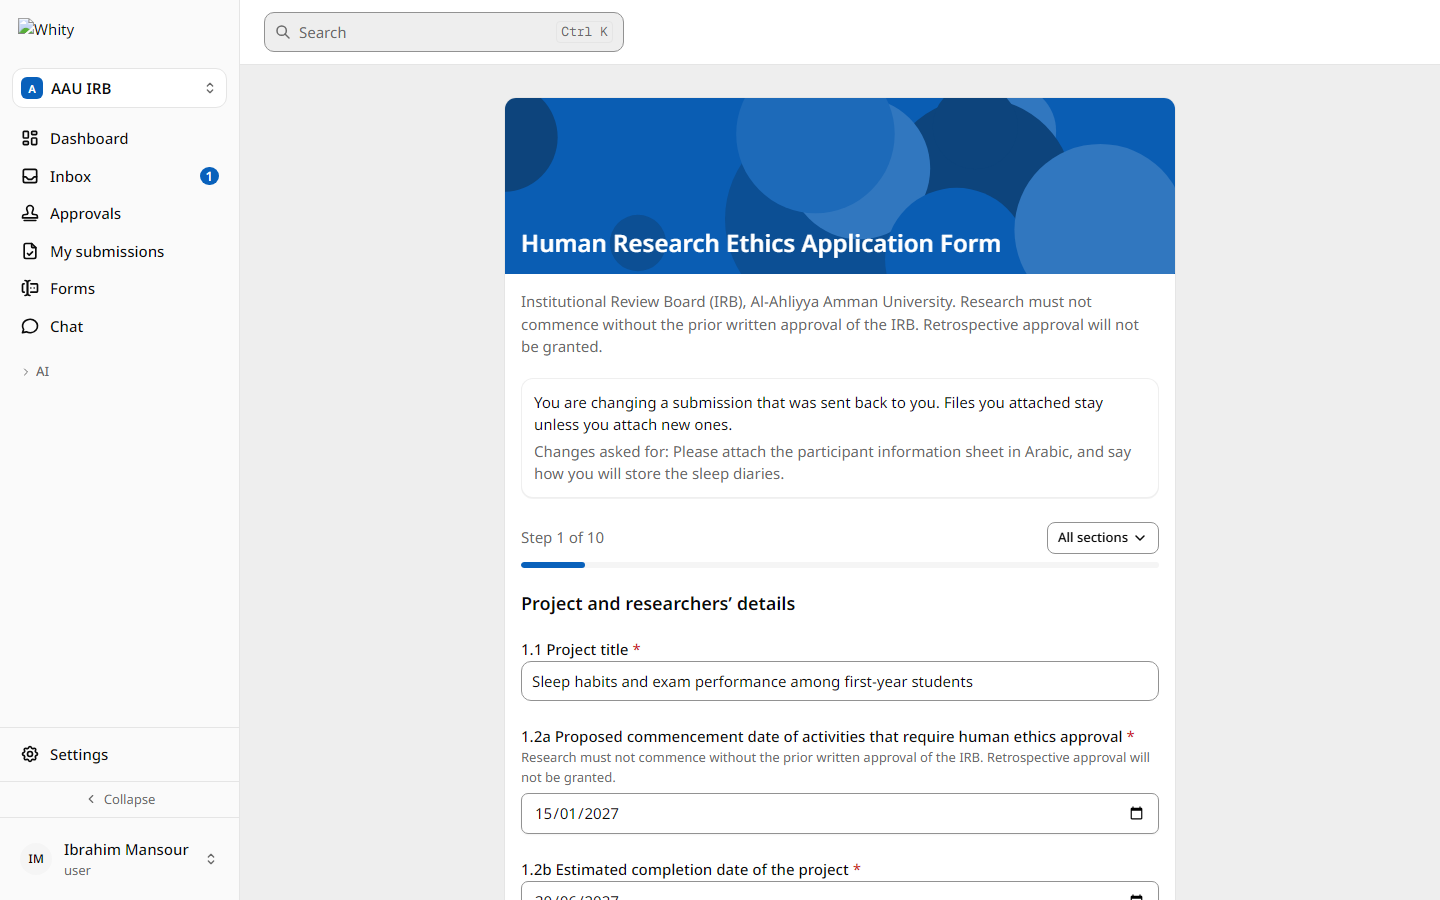 Whity
A AAU IRB
Dashboard
Inbox 1
Approvals
My submissions
Forms
Chat
AI
Settings
Collapse
IM Ibrahim Mansour
user
Search Ctrl K
Human Research Ethics Application Form
Institutional Review Board (IRB), Al-Ahliyya Amman University. Research must not
commence without the prior written approval of the IRB. Retrospective approval will not
be granted.
You are changing a submission that was sent back to you. Files you attached stay
unless you attach new ones.
Changes asked for: Please attach the participant information sheet in Arabic, and say
how you will store the sleep diaries.
Step 1 of 10
All sections
Project and researchers’ details
1.1 Project title *
Sleep habits and exam performance among first-year students
1.2a Proposed commencement date of activities that require human ethics approval *
Research must not commence without the prior written approval of the IRB. Retrospective approval will
not be granted.
15/01/2027
1.2b Estimated completion date of the project *